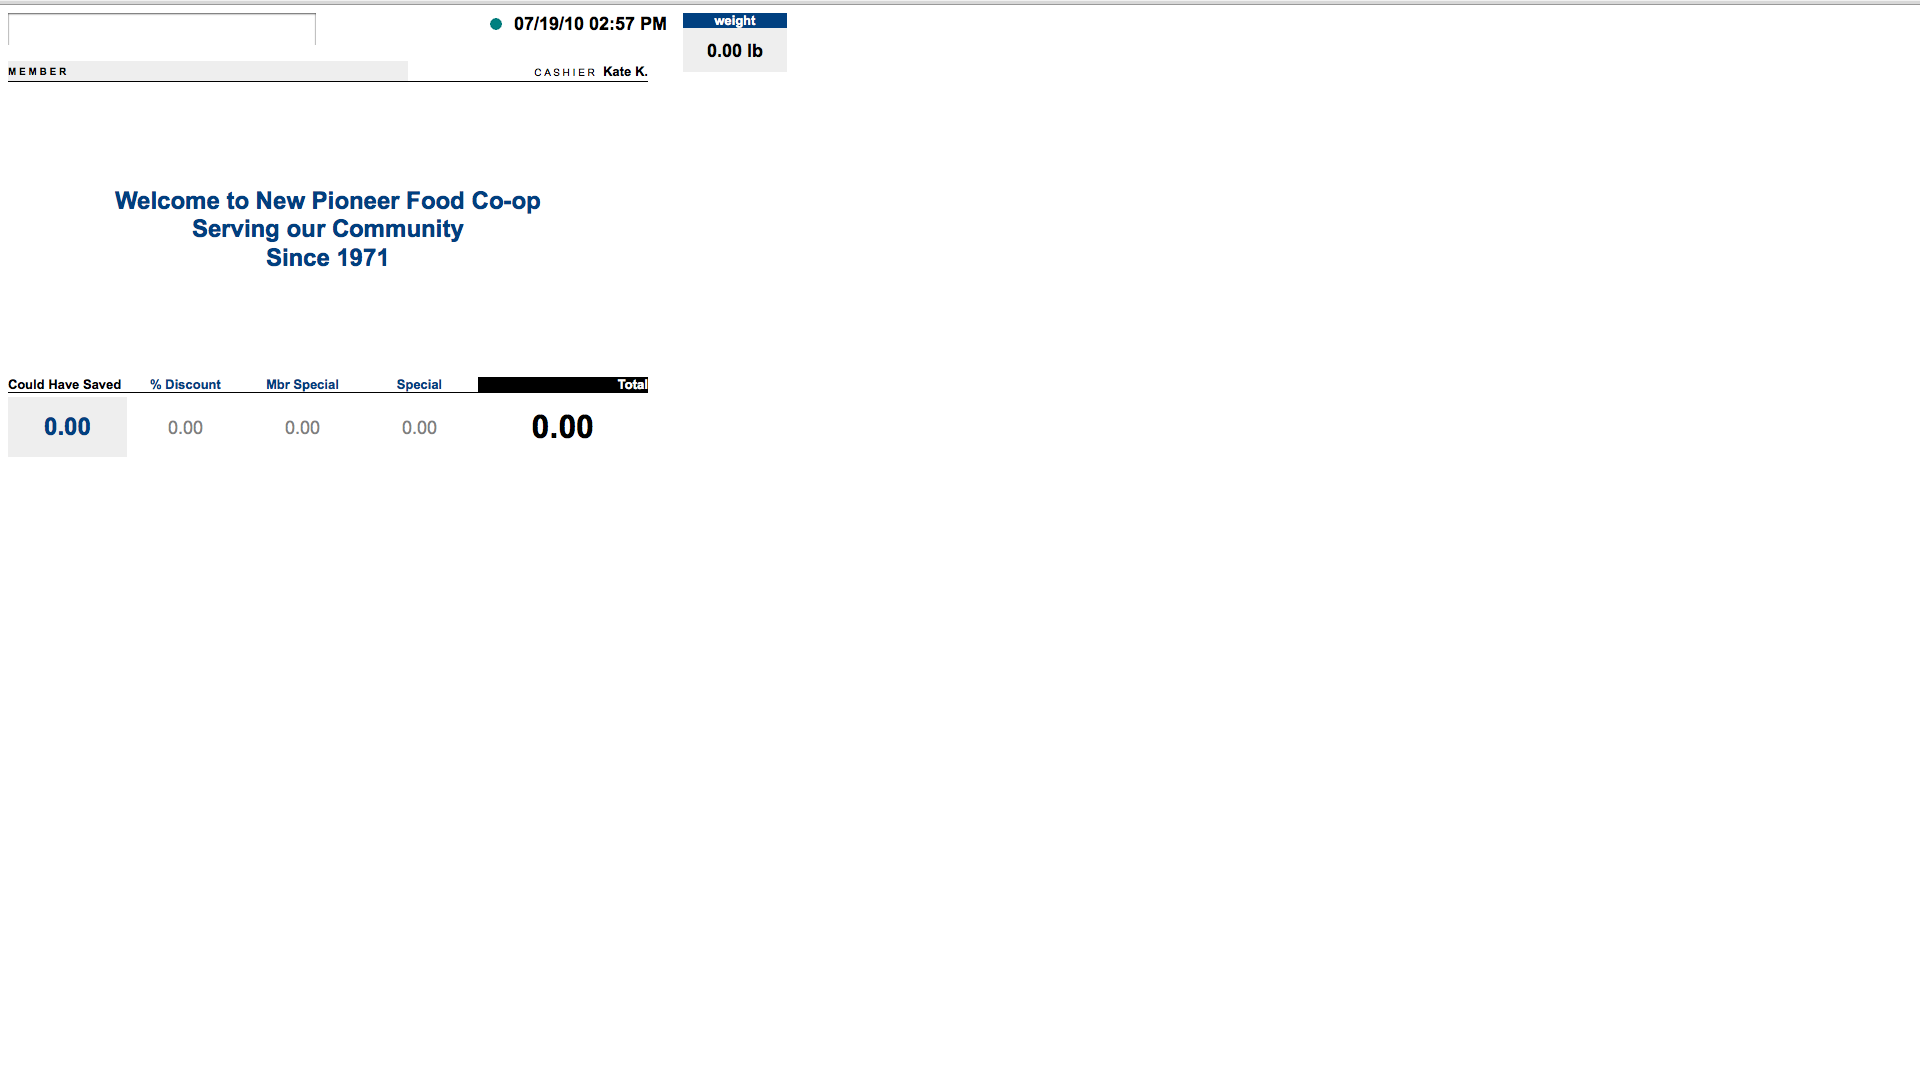 07/19/10 02:57 PM
weight
0.00 lb
MEMBER
CASHIER Kate K.
Welcome to New Pioneer Food Co-op
Serving our Community
Since 1971
Could Have Saved % Discount Mbr Special Special Total
0.00 0.00 0.00 0.00 0.00